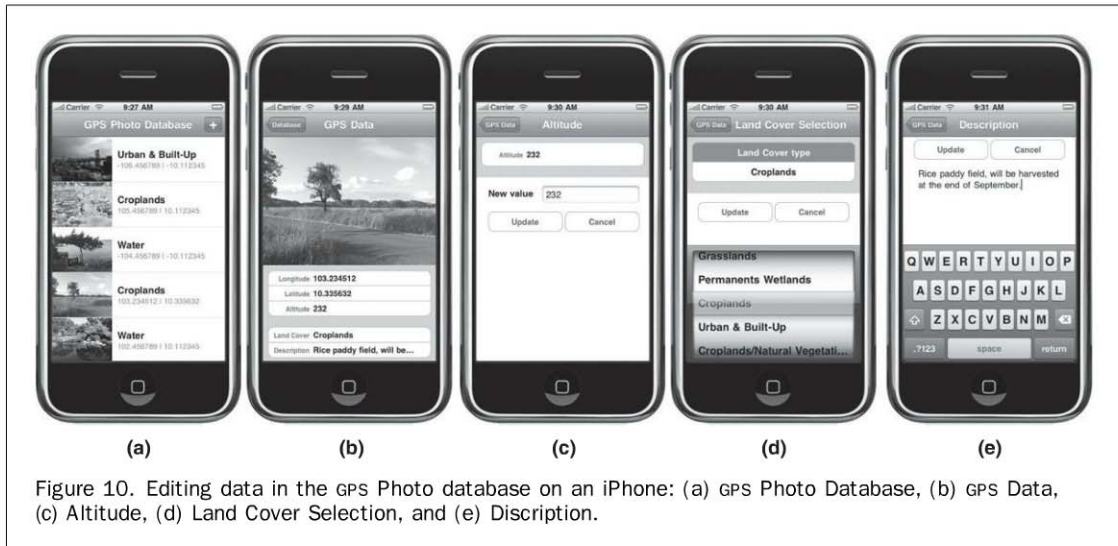 Carrier 9:27 AM
GPS Photo Database +
Urban & Built-Up
-106.456789 | -10.112345
Croplands
105.456789 | 10.112345
Water
-104.456789 | -10.112345
Croplands
103.234512 | 10.335632
Water
102.456789 | 10.112345
(a)
Carrier 9:29 AM
Database GPS Data
Longitude 103.234512
Latitude 10.335632
Altitude 232
Land Cover Croplands
Description Rice paddy field, will be...
(b)
Carrier 9:30 AM
GPS Data Altitude
Altitude 232
New value 232
Update Cancel
(c)
Carrier 9:30 AM
GPS Data Land Cover Selection
Land Cover type
Croplands
Update Cancel
Grasslands
Permanents Wetlands
Croplands
Urban & Built-Up
Croplands/Natural Vegetati...
(d)
Carrier 9:31 AM
GPS Data Description
Update Cancel
Rice paddy field, will be harvested
at the end of September.
Q W E R T Y U I O P
A S D F G H J K L
Z X C V B N M
.?123 space return
(e)
Figure 10. Editing data in the GPS Photo database on an iPhone: (a) GPS Photo Database, (b) GPS Data,
(c) Altitude, (d) Land Cover Selection, and (e) Discription.